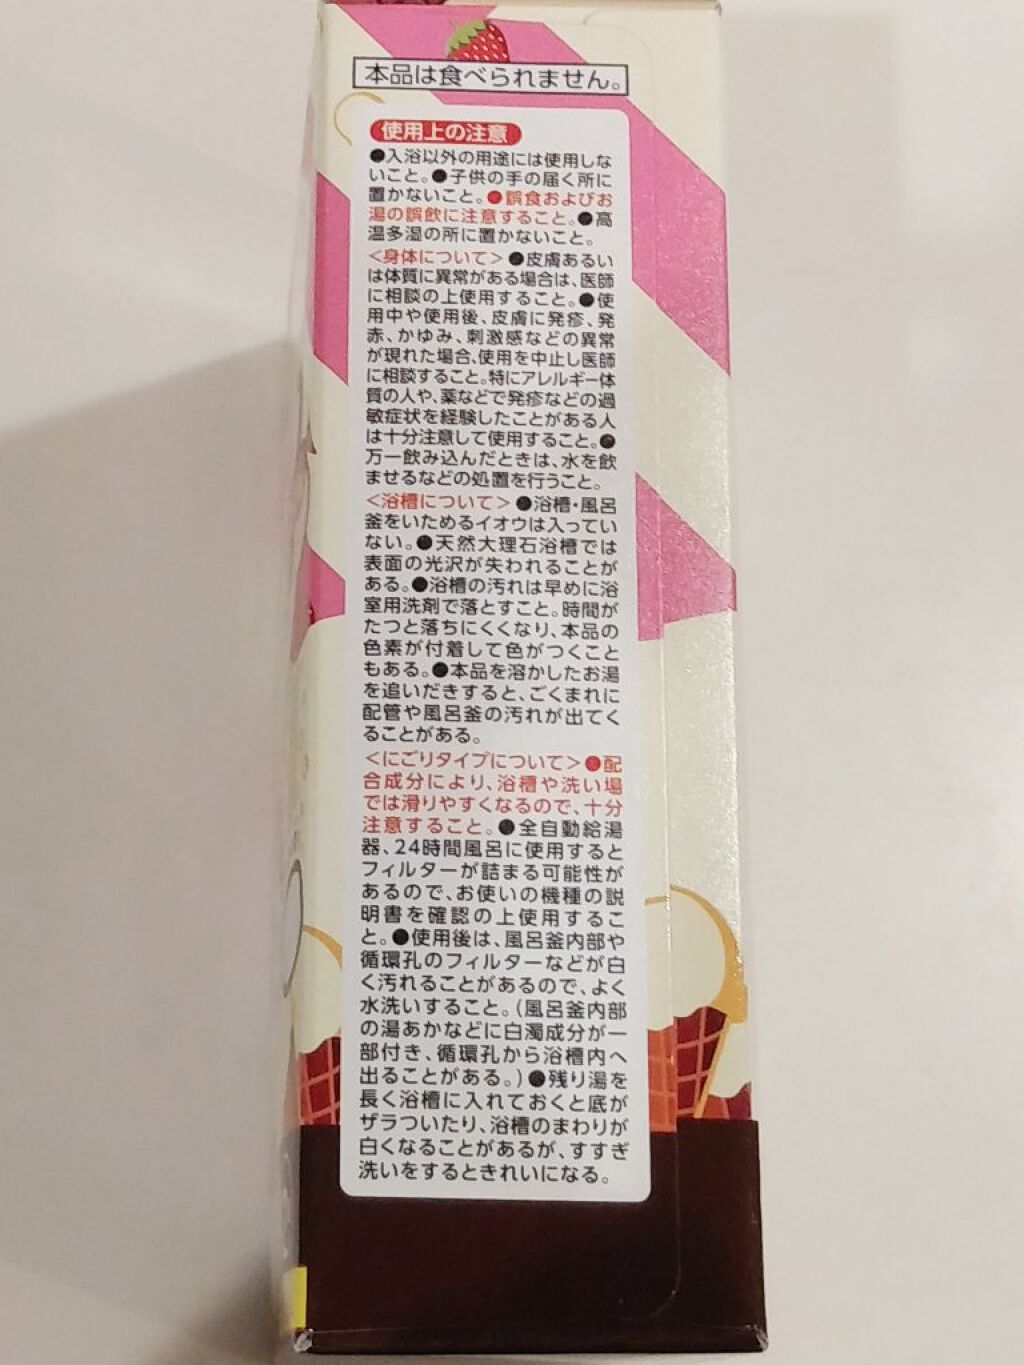 本品は食べられません。
使用上の注意
●入浴以外の用途には使用しな
いこと。●子供の手の届く所に
置かないこと。●誤食およびお
湯の誤飲に注意すること。●高
温多湿の所に置かないこと。
＜身体について＞●皮膚あるい
は体質に異常がある場合は、医師
に相談の上使用すること。●使
用中や使用後、皮膚に発疹、発
赤、かゆみ、刺激感などの異常
が現れた場合、使用を中止し医師
に相談すること。特にアレルギー体
質の人や、薬などで発疹などの過
敏症状を経験したことがある人
は十分注意して使用すること。●
万一飲み込んだときは、水を飲
ませるなどの処置を行うこと。
＜浴槽について＞●浴槽・風呂
釜をいためるイオウは入ってい
ない。●天然大理石浴槽では
表面の光沢が失われることが
ある。●浴槽の汚れは早めに浴
室用洗剤で落とすこと。時間が
たつと落ちにくくなり、本品の
色素が付着して色がつくこと
もある。●本品を溶かしたお湯
を追いだきすると、ごくまれに
配管や風呂釜の汚れが出てく
ることがある。
＜にごりタイプについて＞●配
合成分により、浴槽や洗い場
では滑りやすくなるので、十分
注意すること。●全自動給湯
器、24時間風呂に使用すると
フィルターが詰まる可能性が
あるので、お使いの機種の説
明書を確認の上使用するこ
と。●使用後は、風呂釜内部や
循環孔のフィルターなどが白
く汚れることがあるので、よく
水洗いすること。（風呂釜内部
の湯あかなどに白濁成分が一
部付き、循環孔から浴槽内へ
出ることがある。）●残り湯を
長く浴槽に入れておくと底が
ザラついたり、浴槽のまわりが
白くなることがあるが、すすぎ
洗いをするときれいになる。